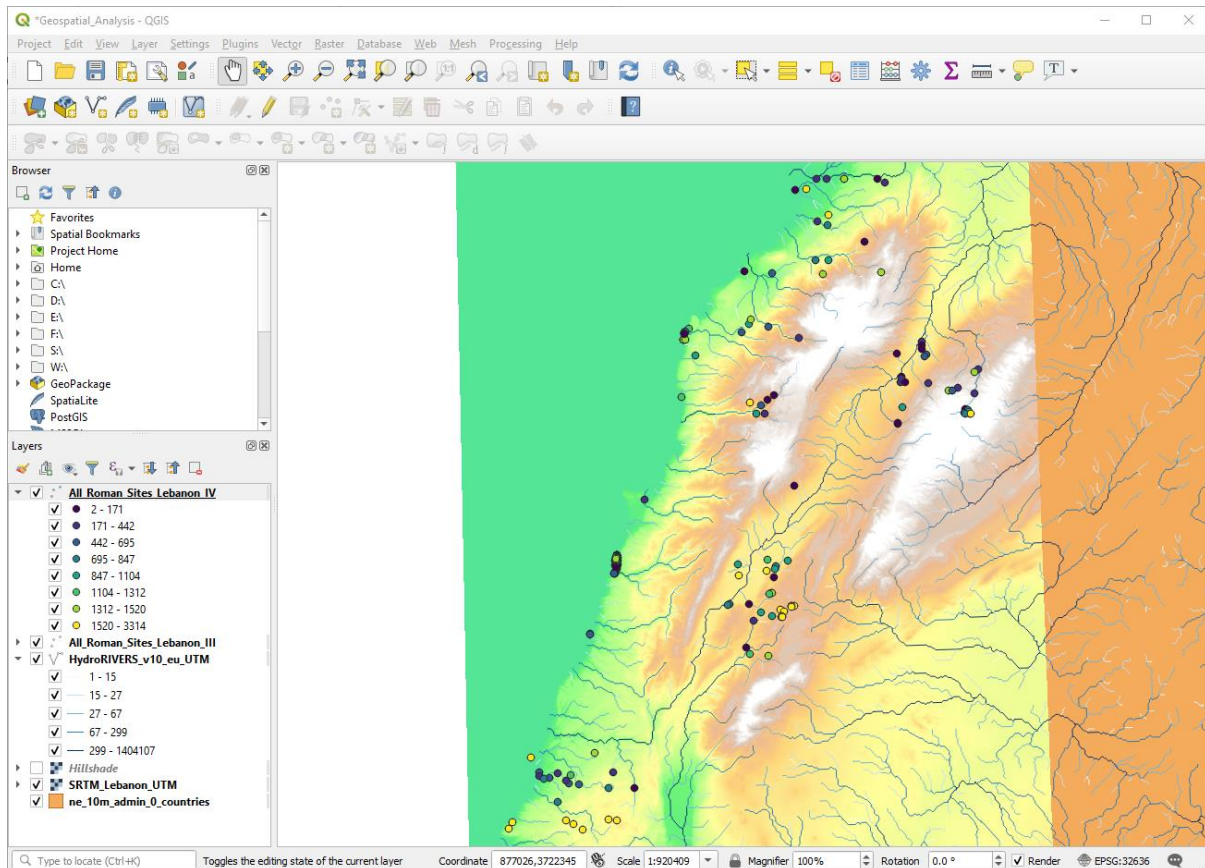 *Geospatial_Analysis - QGIS
Project Edit View Layer Settings Plugins Vector Raster Database Web Mesh Processing Help
Browser
Favorites
Spatial Bookmarks
Project Home
Home
C:\
D:\
E:\
F:\
S:\
W:\
GeoPackage
SpatiaLite
PostGIS
Layers
All_Roman_Sites_Lebanon_IV
2 - 171
171 - 442
442 - 695
695 - 847
847 - 1104
1104 - 1312
1312 - 1520
1520 - 3314
All_Roman_Sites_Lebanon_III
HydroRIVERS_v10_eu_UTM
1 - 15
15 - 27
27 - 67
67 - 299
299 - 1404107
Hillshade
SRTM_Lebanon_UTM
ne_10m_admin_0_countries
Type to locate (Ctrl+K) Toggles the editing state of the current layer Coordinate 877026,3722345 Scale 1:920409 Magnifier 100% Rotation 0.0 ° Render EPSG:32636